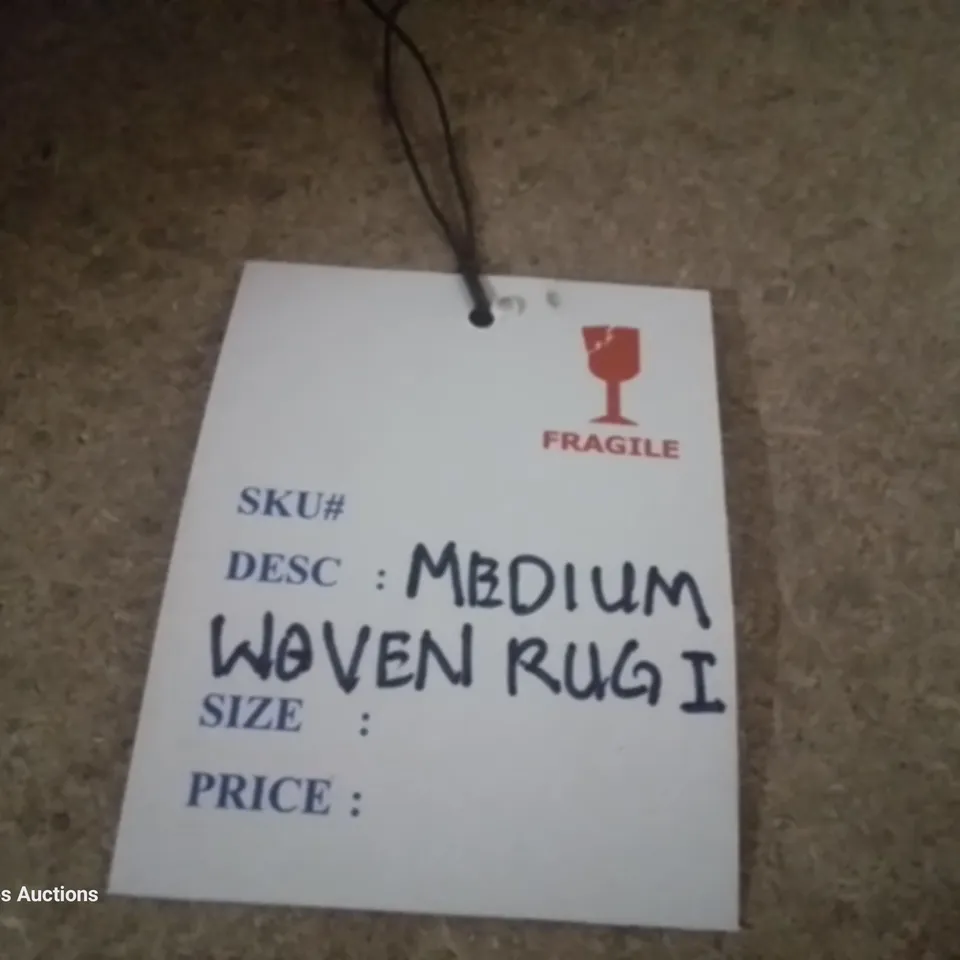 FRAGILE
SKU#
DESC : MEDIUM
WOVEN RUG I
SIZE :
PRICE :
s Auctions